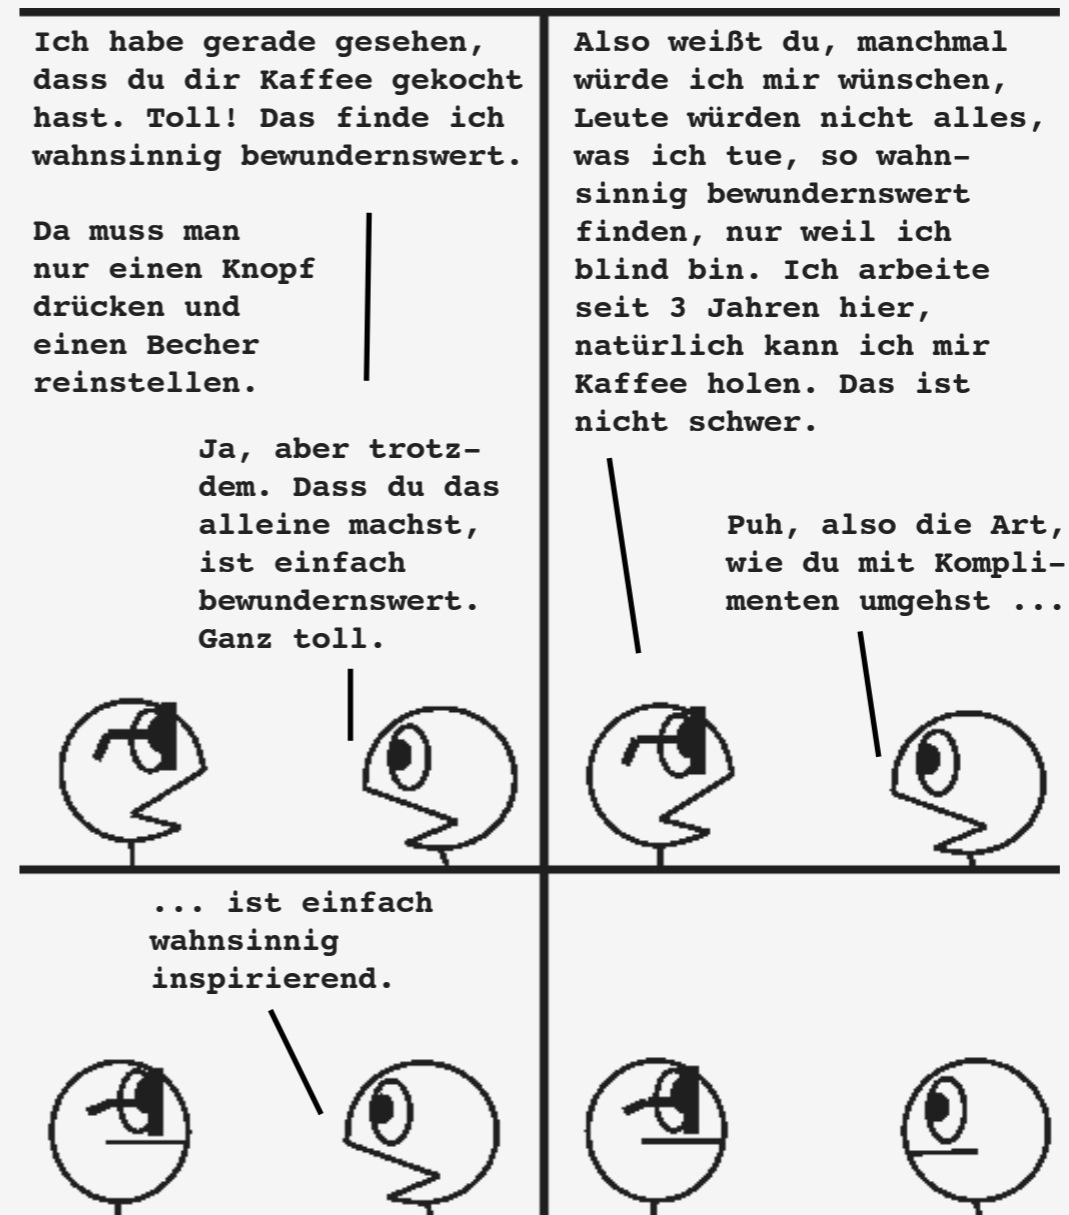 Ich habe gerade gesehen,
dass du dir Kaffee gekocht
hast. Toll! Das finde ich
wahnsinnig bewundernswert.
Da muss man
nur einen Knopf
drücken und
einen Becher
reinstellen.
Ja, aber trotz-
dem. Dass du das
alleine machst,
ist einfach
bewundernswert.
Ganz toll.
Also weißt du, manchmal
würde ich mir wünschen,
Leute würden nicht alles,
was ich tue, so wahn-
sinnig bewundernswert
finden, nur weil ich
blind bin. Ich arbeite
seit 3 Jahren hier,
natürlich kann ich mir
Kaffee holen. Das ist
nicht schwer.
Puh, also die Art,
wie du mit Kompli-
menten umgehst ...
... ist einfach
wahnsinnig
inspirierend.